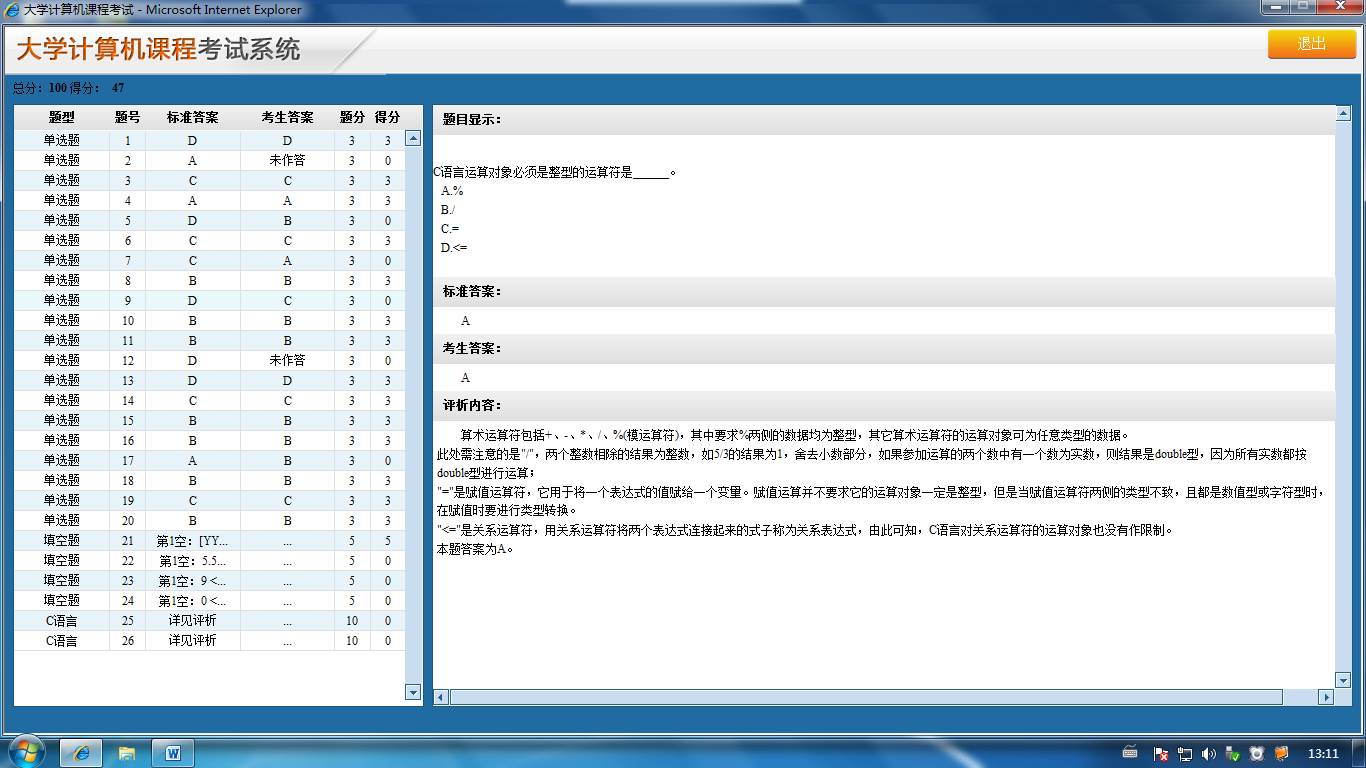 大学计算机课程考试 - Microsoft Internet Explorer
大学计算机课程考试系统
退出
总分：100 得分： 47
题型 题号 标准答案 考生答案 题分 得分
单选题 1 D D 3 3
单选题 2 A 未作答 3 0
单选题 3 C C 3 3
单选题 4 A A 3 3
单选题 5 D B 3 0
单选题 6 C C 3 3
单选题 7 C A 3 0
单选题 8 B B 3 3
单选题 9 D C 3 0
单选题 10 B B 3 3
单选题 11 B B 3 3
单选题 12 D 未作答 3 0
单选题 13 D D 3 3
单选题 14 C C 3 3
单选题 15 B B 3 3
单选题 16 B B 3 3
单选题 17 A B 3 0
单选题 18 B B 3 3
单选题 19 C C 3 3
单选题 20 B B 3 3
填空题 21 第1空：[YY... ... 5 5
填空题 22 第1空：5.5... ... 5 0
填空题 23 第1空：9 <... ... 5 0
填空题 24 第1空：0 <... ... 5 0
C语言 25 详见评析 ... 10 0
C语言 26 详见评析 ... 10 0
题目显示：
C语言运算对象必须是整型的运算符是______。
A.%
B./
C.=
D.<=
标准答案：
A
考生答案：
A
评析内容：
算术运算符包括+、-、*、/、%(模运算符)，其中要求%两侧的数据均为整型，其它算术运算符的运算对象可为任意类型的数据。
此处需注意的是"/"，两个整数相除的结果为整数，如5/3的结果为1，舍去小数部分，如果参加运算的两个数中有一个数为实数，则结果是double型，因为所有实数都按
double型进行运算；
"="是赋值运算符，它用于将一个表达式的值赋给一个变量。赋值运算并不要求它的运算对象一定是整型，但是当赋值运算符两侧的类型不致，且都是数值型或字符型时，
在赋值时要进行类型转换。
"<="是关系运算符，用关系运算符将两个表达式连接起来的式子称为关系表达式，由此可知，C语言对关系运算符的运算对象也没有作限制。
本题答案为A。
13:11